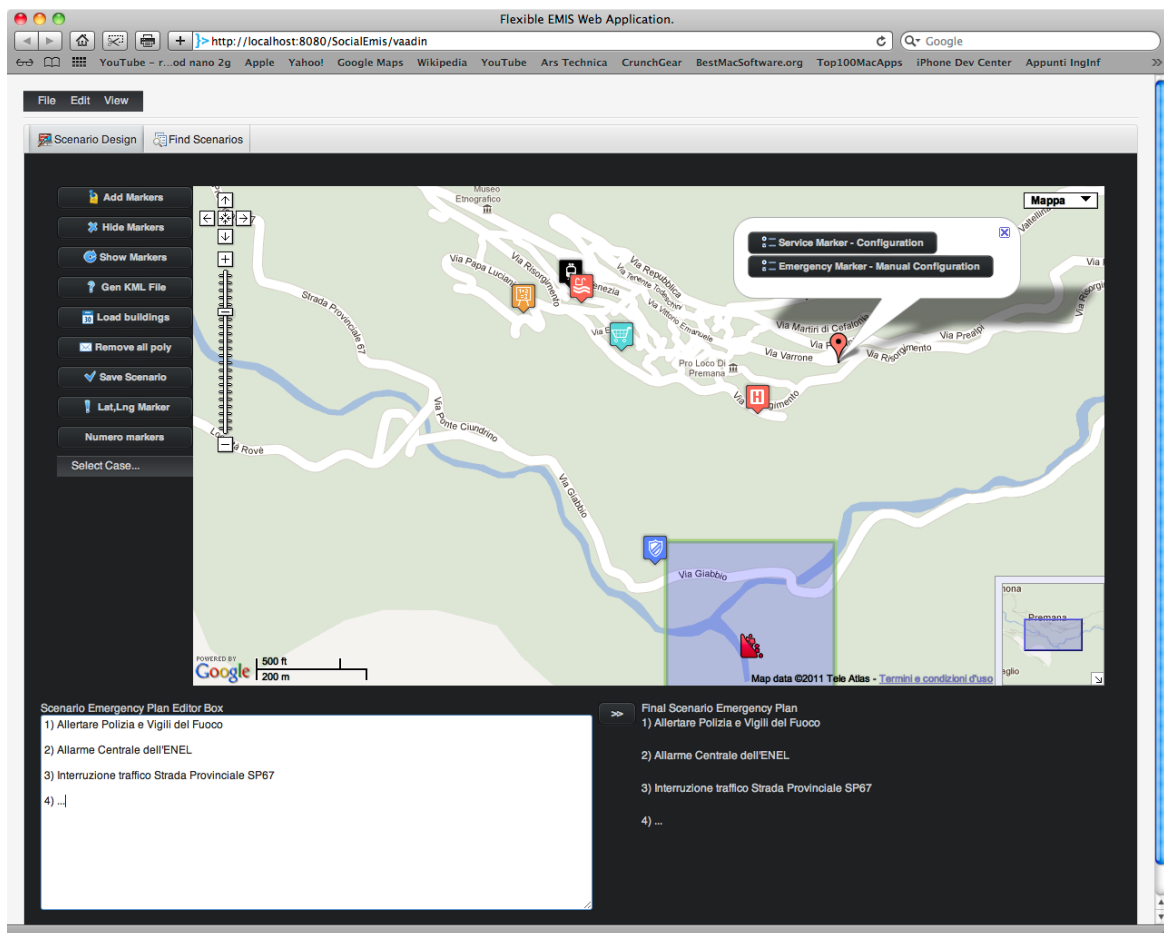 Flexible EMIS Web Application.
http://localhost:8080/SocialEmis/vaadin
Google
YouTube – r...od nano 2g Apple Yahoo! Google Maps Wikipedia YouTube Ars Technica CrunchGear BestMacSoftware.org Top100MacApps iPhone Dev Center Appunti IngInf
File Edit View
Scenario Design Find Scenarios
Add Markers
Hide Markers
Show Markers
Gen KML File
Load buildings
Remove all poly
Save Scenario
Lat,Lng Marker
Numero markers
Select Case...
Museo
Etnografico
Mappa
Valtellina
Service Marker - Configuration
Emergency Marker - Manual Configuration
Via Papa Luciani
Via Risorgimento
Venezia
Via Repubblica
Via Tenente Todeschini
Via Vittorio Emanuele
Strada Provinciale 67
Via Martin di Cefalonia
Via Prealpi
Via Risorgimento
Via Varrone
Pro Loco Di
Premana
H
Via Ponte Ciundrino
Rovè
Via Giabbio
Via Giabbio
Premana
POWERED BY
Google
500 ft
200 m
Map data ©2011 Tele Atlas - Termini e condizioni d'uso
Scenario Emergency Plan Editor Box
1) Allertare Polizia e Vigili del Fuoco
2) Allarme Centrale dell'ENEL
3) Interruzione traffico Strada Provinciale SP67
4) ...
>>
Final Scenario Emergency Plan
1) Allertare Polizia e Vigili del Fuoco
2) Allarme Centrale dell'ENEL
3) Interruzione traffico Strada Provinciale SP67
4) ...